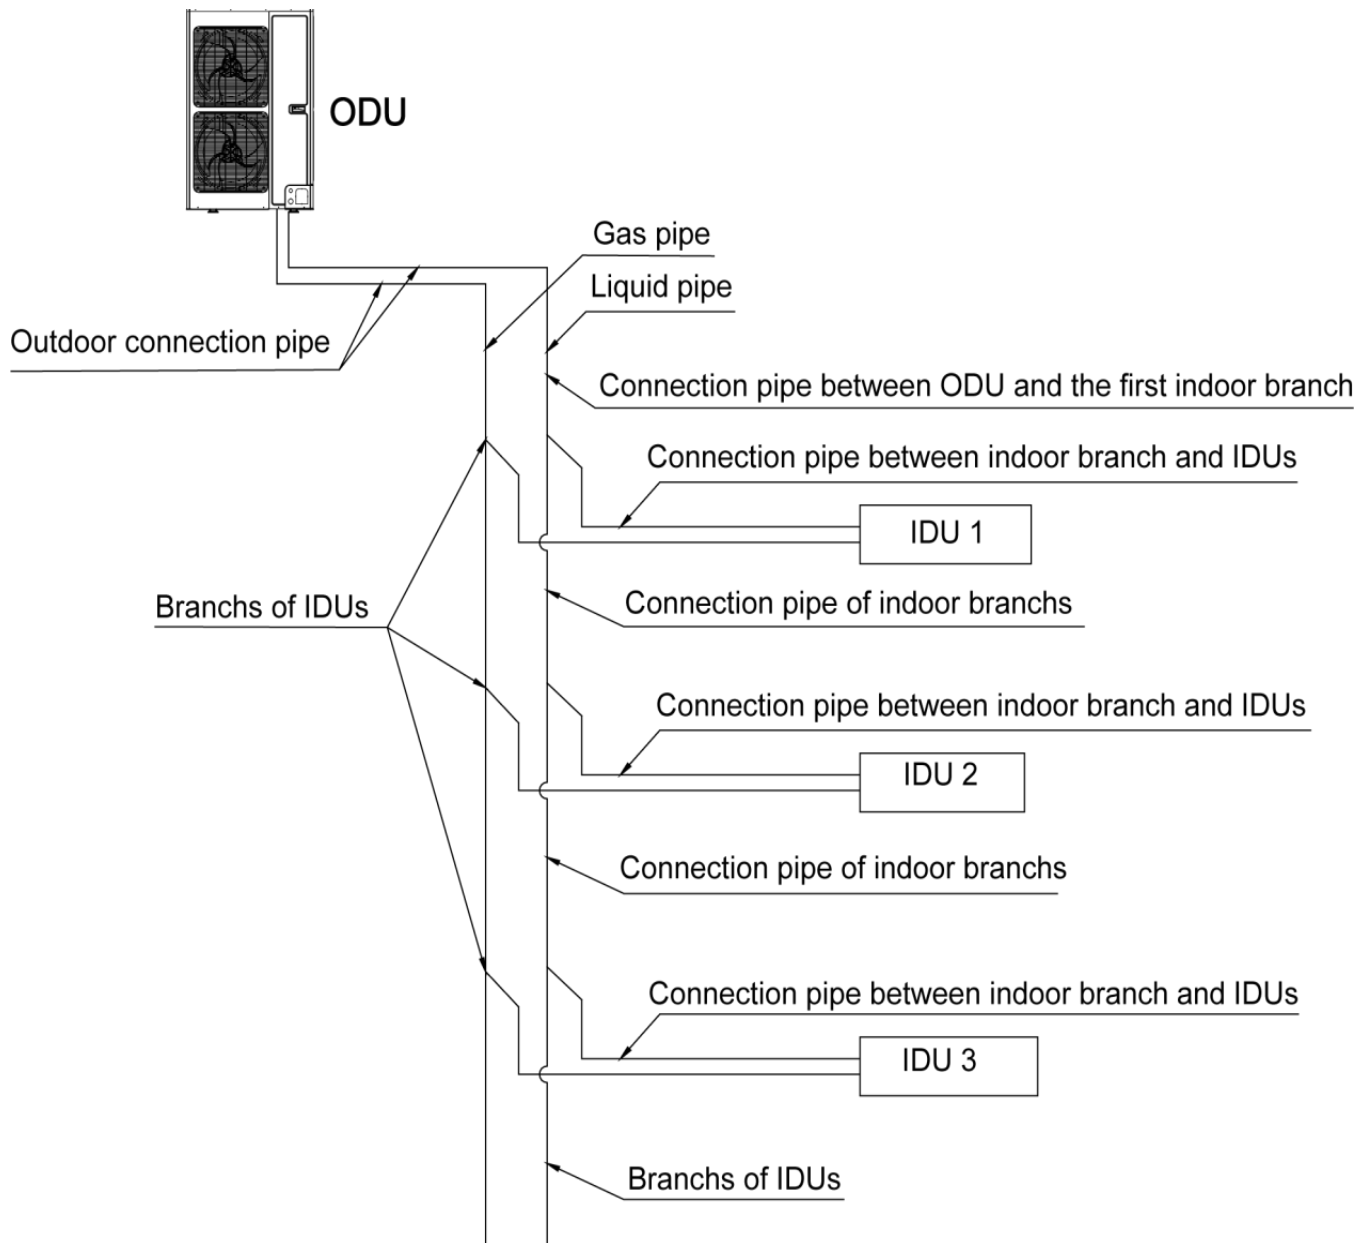 ODU
Gas pipe
Liquid pipe
Outdoor connection pipe
Connection pipe between ODU and the first indoor branch
Connection pipe between indoor branch and IDUs
IDU 1
Branchs of IDUs
Connection pipe of indoor branchs
Connection pipe between indoor branch and IDUs
IDU 2
Connection pipe of indoor branchs
Connection pipe between indoor branch and IDUs
IDU 3
Branchs of IDUs